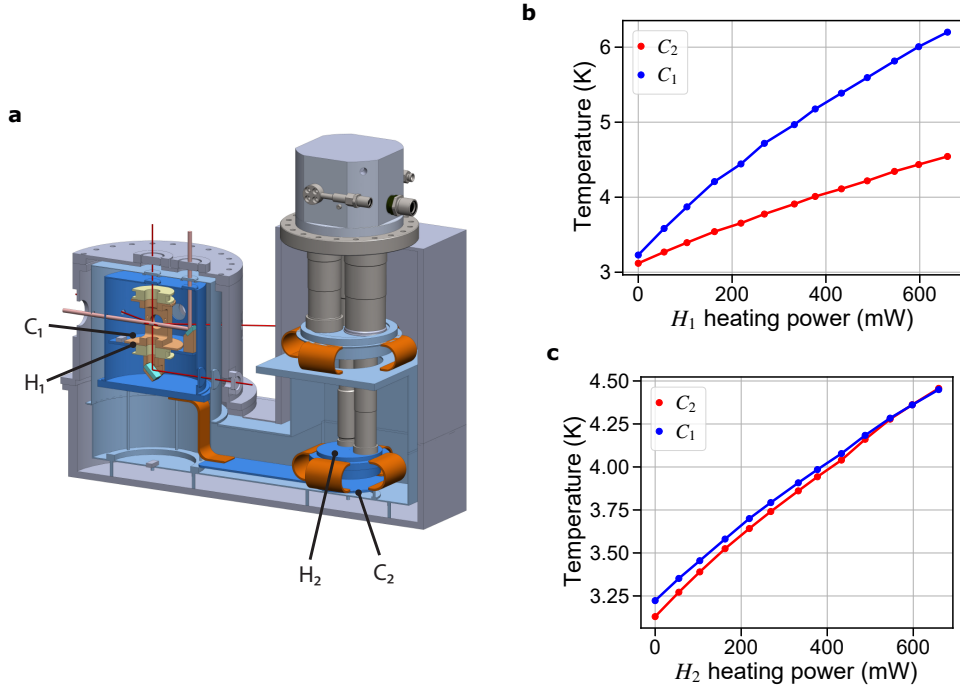 a
C₁
H₁
H₂
C₂
b
C₂
C₁
Temperature (K)
6
5
4
3
0
200
400
600
H₁ heating power (mW)
c
C₂
C₁
Temperature (K)
4.50
4.25
4.00
3.75
3.50
3.25
0
200
400
600
H₂ heating power (mW)